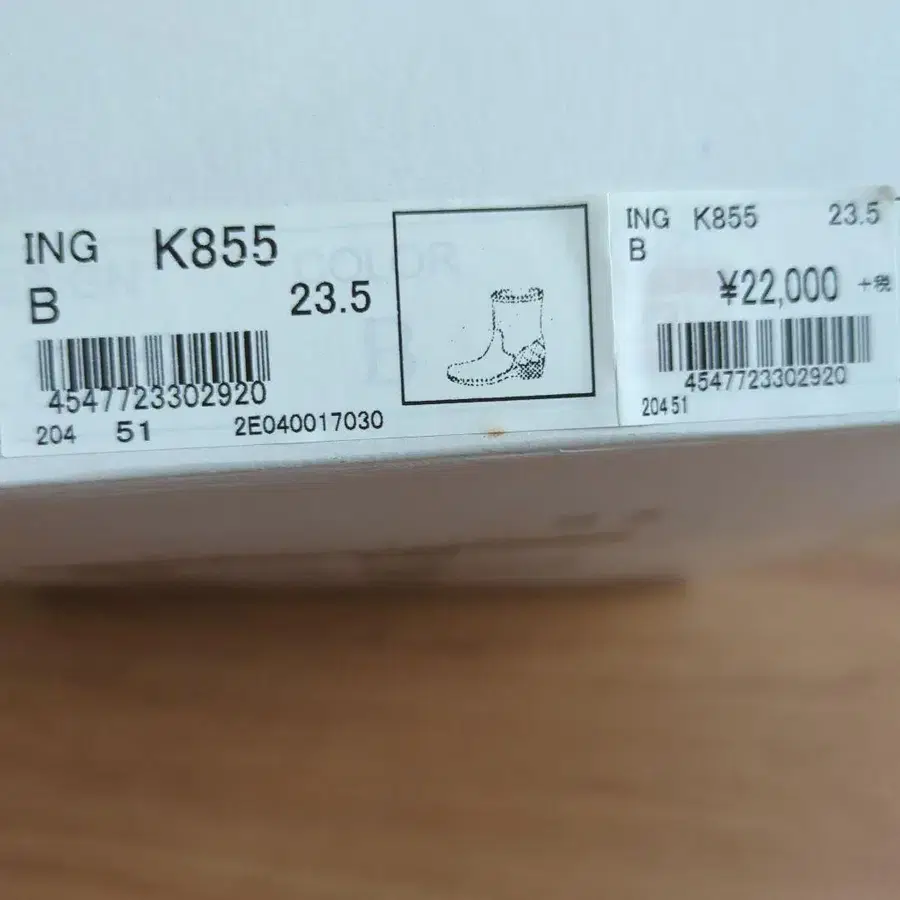 ING K855
B 23.5
4547723302920
204 51 2E040017030
ING K855 23.5
B
¥22,000 +税
4547723302920
204 51